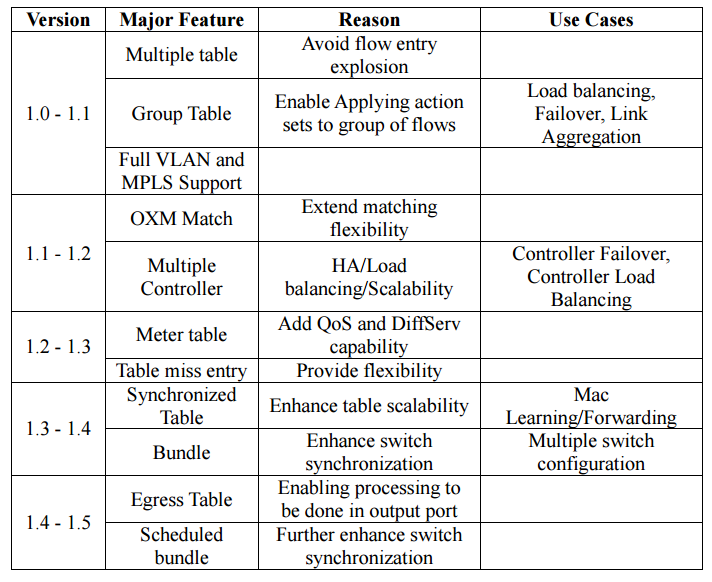 Version Major Feature Reason Use Cases
1.0 - 1.1
Multiple table
Avoid flow entry
explosion
Group Table
Enable Applying action
sets to group of flows
Load balancing,
Failover, Link
Aggregation
Full VLAN and
MPLS Support
1.1 - 1.2
OXM Match
Extend matching
flexibility
Multiple
Controller
HA/Load
balancing/Scalability
Controller Failover,
Controller Load
Balancing
1.2 - 1.3
Meter table
Add QoS and DiffServ
capability
Table miss entry
Provide flexibility
1.3 - 1.4
Synchronized
Table
Enhance table scalability
Mac
Learning/Forwarding
Bundle
Enhance switch
synchronization
Multiple switch
configuration
1.4 - 1.5
Egress Table
Enabling processing to
be done in output port
Scheduled
bundle
Further enhance switch
synchronization